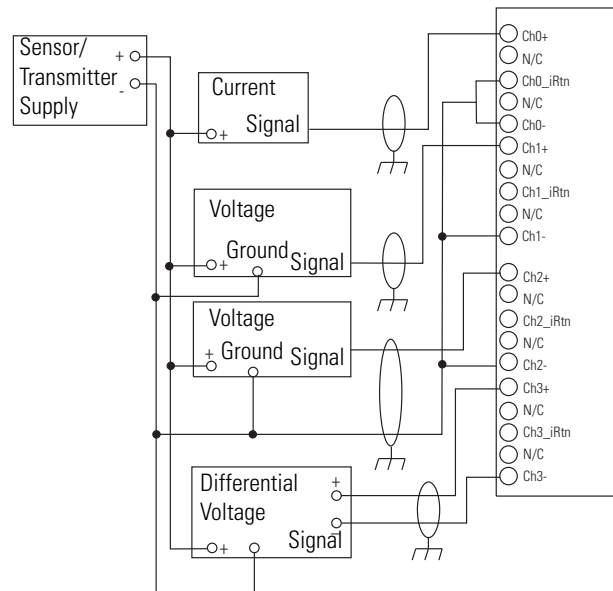 Sensor/
Transmitter
Supply
+
-
Current
Signal
+
Voltage
Ground
Signal
+
Voltage
Ground
Signal
+
Differential
Voltage
+
-
Signal
+
Ch0+
N/C
Ch0_iRtn
N/C
Ch0-
Ch1+
N/C
Ch1_iRtn
N/C
Ch1-
Ch2+
N/C
Ch2_iRtn
N/C
Ch2-
Ch3+
N/C
Ch3_iRtn
N/C
Ch3-